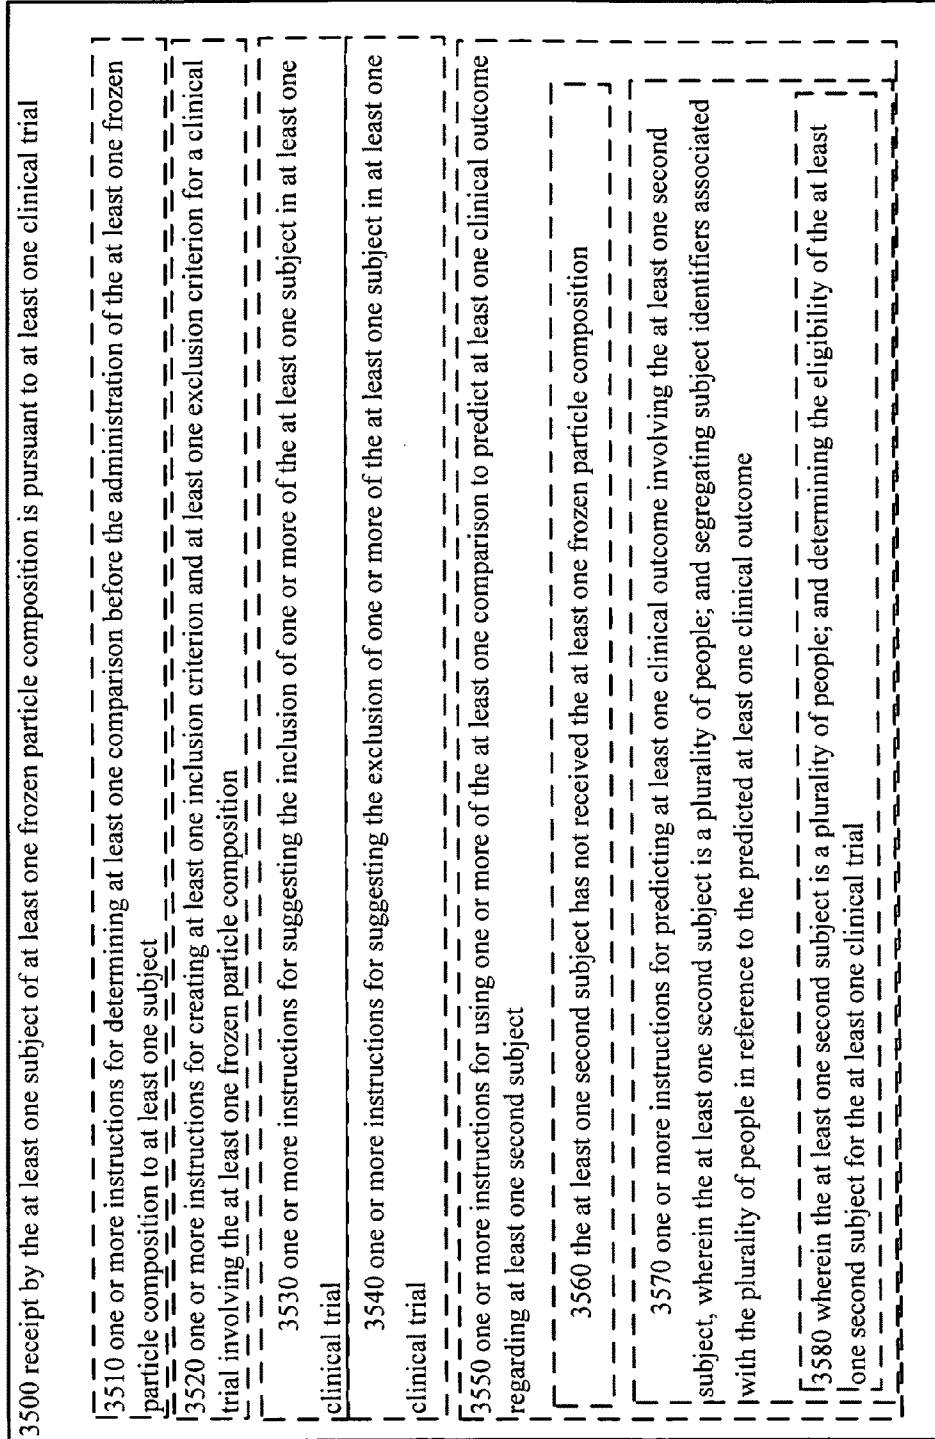 3500 receipt by the at least one subject of at least one frozen particle composition is pursuant to at least one clinical trial
3510 one or more instructions for determining at least one comparison before the administration of the at least one frozen
particle composition to at least one subject
3520 one or more instructions for creating at least one inclusion criterion and at least one exclusion criterion for a clinical
trial involving the at least one frozen particle composition
3530 one or more instructions for suggesting the inclusion of one or more of the at least one subject in at least one
clinical trial
3540 one or more instructions for suggesting the exclusion of one or more of the at least one subject in at least one
clinical trial
3550 one or more instructions for using one or more of the at least one comparison to predict at least one clinical outcome
regarding at least one second subject
3560 the at least one second subject has not received the at least one frozen particle composition
3570 one or more instructions for predicting at least one clinical outcome involving the at least one second
subject, wherein the at least one second subject is a plurality of people; and segregating subject identifiers associated
with the plurality of people in reference to the predicted at least one clinical outcome
3580 wherein the at least one second subject is a plurality of people; and determining the eligibility of the at least
one second subject for the at least one clinical trial